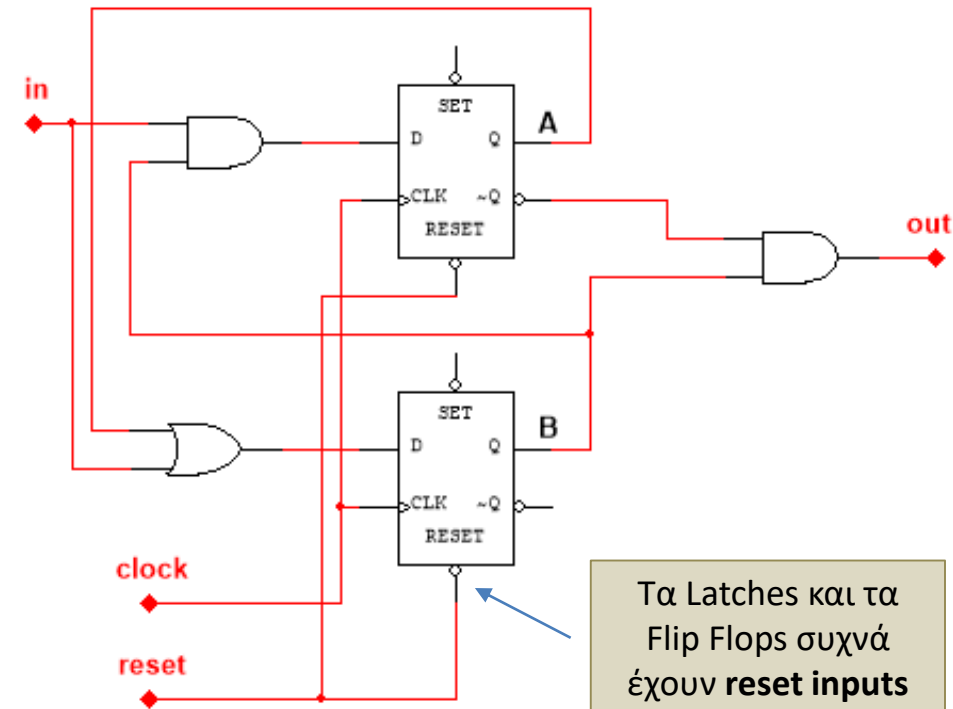 in
SET
D Q
A
CLK ~Q
RESET
out
SET
D Q
B
CLK ~Q
RESET
clock
reset
Τα Latches και τα
Flip Flops συχνά
έχουν reset inputs